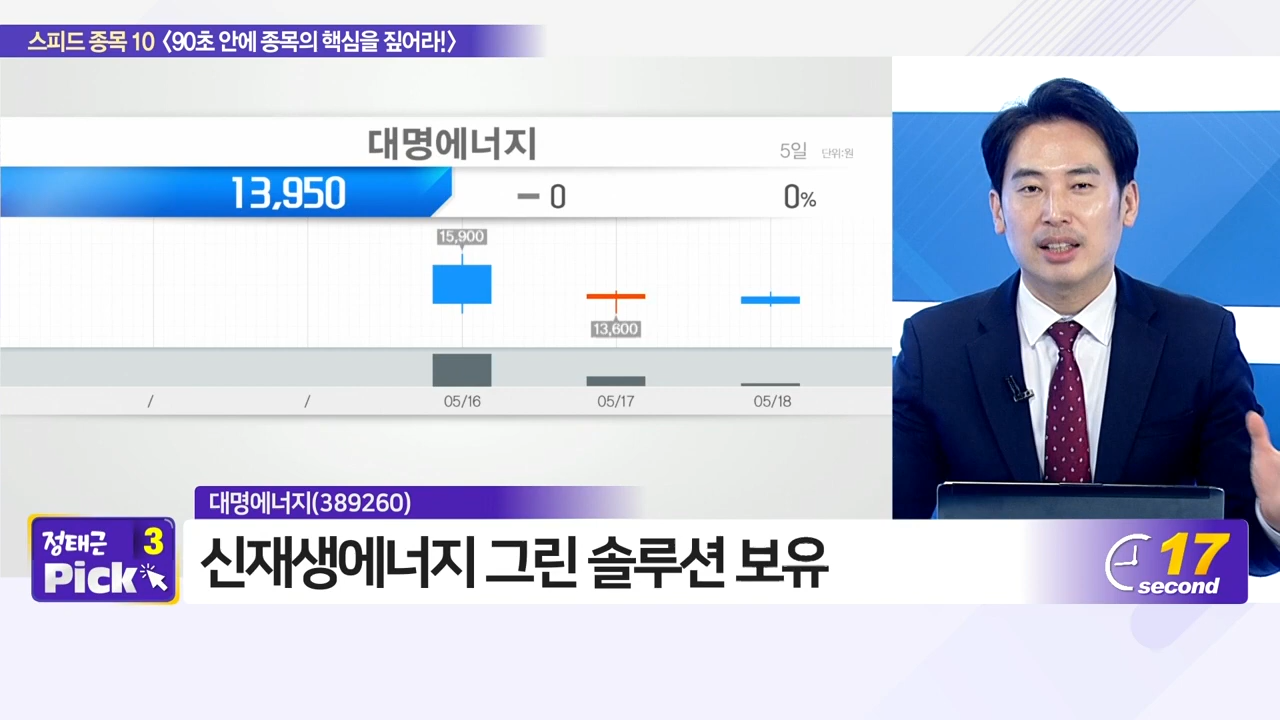 스피드 종목 10 〈90초 안에 종목의 핵심을 짚어라!〉
대명에너지
5일 단위:원
13,950 0 0%
15,900
13,600
/ / 05/16 05/17 05/18
대명에너지(389260)
정태근 3
Pick
신재생에너지 그린 솔루션 보유
17
second